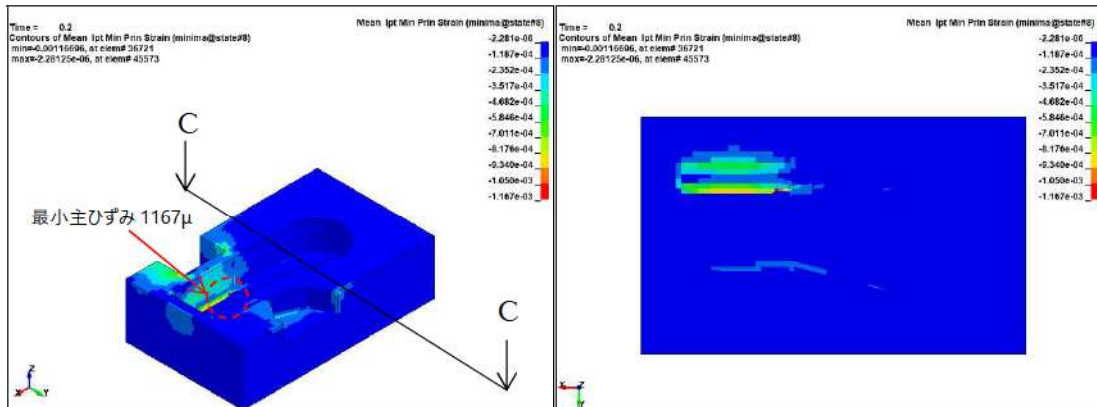 Time = 0.2
Contours of Mean Ipt Min Prin Strain (minima@state#8)
min=-0.00116696, at elem# 36721
max=-2.28125e-06, at elem# 45573
Mean Ipt Min Prin Strain (minima@state#8)
-2.281e-06
-1.187e-04
-2.352e-04
-3.517e-04
-4.682e-04
-5.846e-04
-7.011e-04
-8.176e-04
-9.340e-04
-1.050e-03
-1.167e-03
C
最小主ひずみ 1167μ
C
Z
X
Y
Time = 0.2
Contours of Mean Ipt Min Prin Strain (minima@state#8)
min=-0.00116696, at elem# 36721
max=-2.28125e-06, at elem# 45573
Mean Ipt Min Prin Strain (minima@state#8)
-2.281e-06
-1.187e-04
-2.352e-04
-3.517e-04
-4.682e-04
-5.846e-04
-7.011e-04
-8.176e-04
-9.340e-04
-1.050e-03
-1.167e-03
X
Z
Y